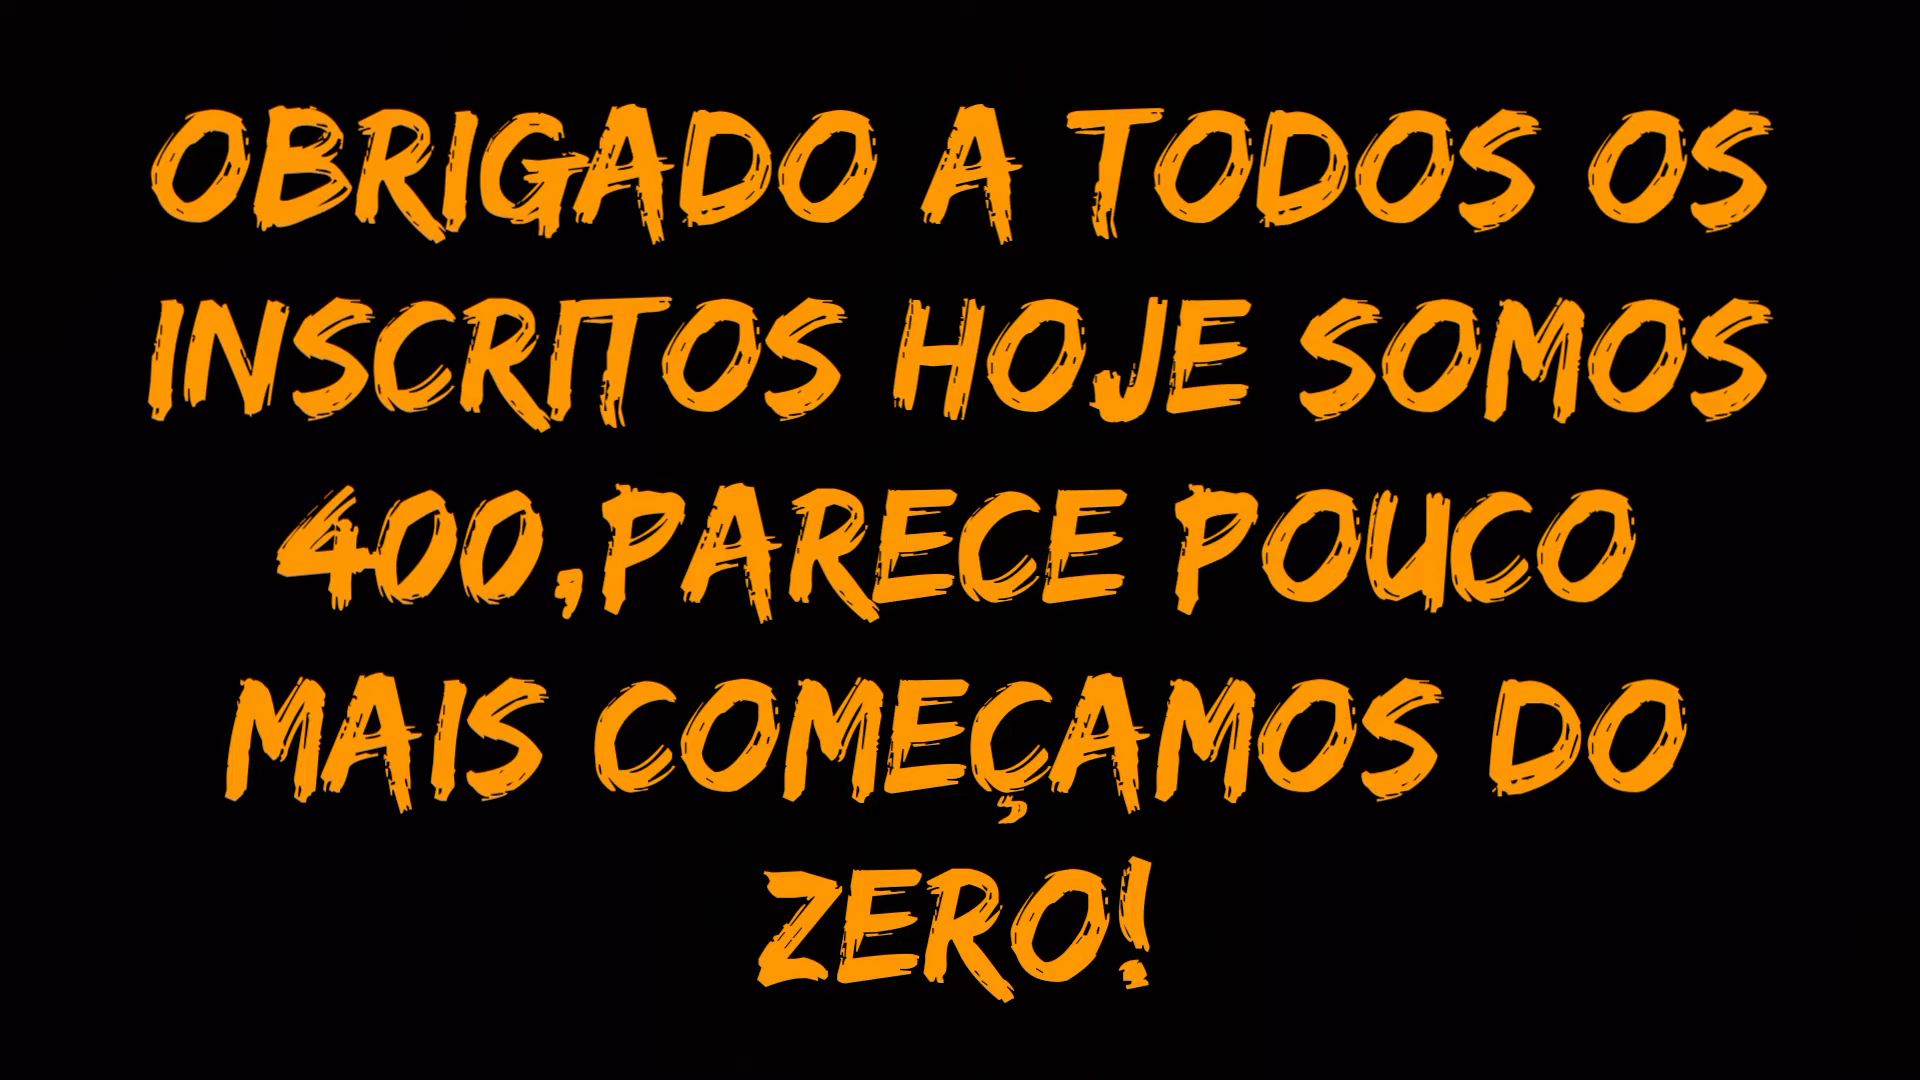 OBRIGADO A TODOS OS
INSCRITOS HOJE SOMOS
400,PARECE POUCO
MAIS COMEÇAMOS DO
ZERO!